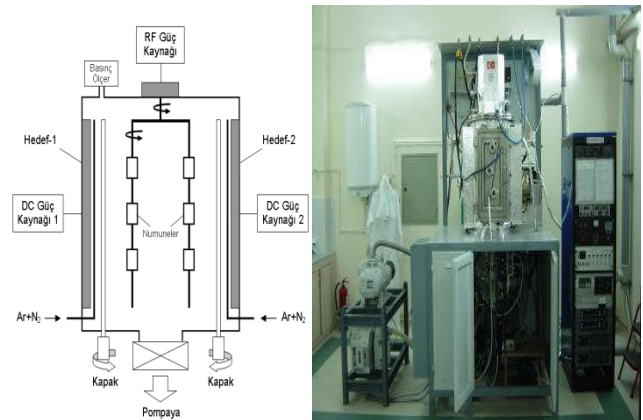 RF Güç
Kaynağı
Basınç
Ölçer
Hedef-1
Hedef-2
DC Güç
Kaynağı 1
DC Güç
Kaynağı 2
Numuneler
Ar+N₂
Ar+N₂
Kapak
Kapak
Pompaya